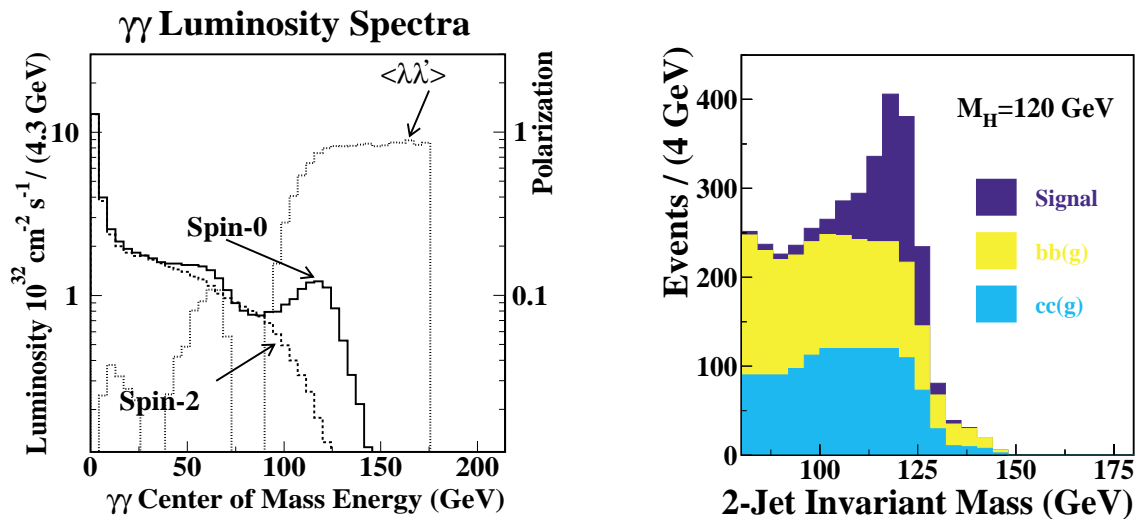 γγ Luminosity Spectra
Luminosity 10³² cm⁻² s⁻¹ / (4.3 GeV)
10
1
<λλ'>
Spin-0
Spin-2
Polarization
1
0.1
0 50 100 150 200
γγ Center of Mass Energy (GeV)
Events / (4 GeV)
400
300
200
100
0
M_H=120 GeV
Signal
bb(g)
cc(g)
100 125 150 175
2-Jet Invariant Mass (GeV)